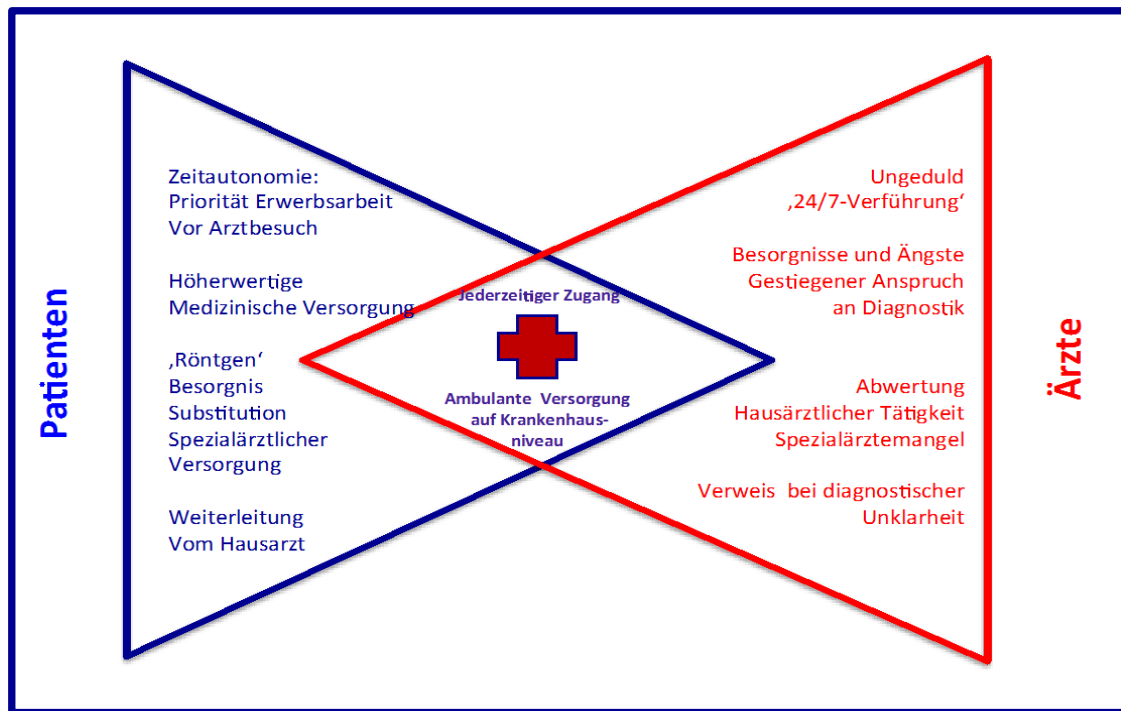 Patienten
Zeitautonomie:
Priorität Erwerbsarbeit
Vor Arztbesuch
Höherwertige
Medizinische Versorgung
‚Röntgen‘
Besorgnis
Substitution
Spezialärztlicher
Versorgung
Weiterleitung
Vom Hausarzt
Jederzeitiger Zugang
Ambulante Versorgung
auf Krankenhaus-
niveau
Ungeduld
‚24/7-Verführung‘
Besorgnisse und Ängste
Gestiegener Anspruch
an Diagnostik
Abwertung
Hausärztlicher Tätigkeit
Spezialärztemangel
Verweis bei diagnostischer
Unklarheit
Ärzte